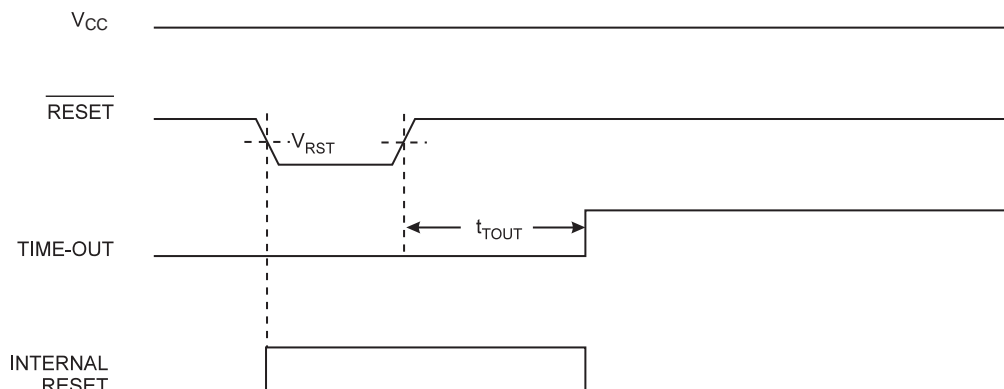 VCC
RESET
VRST
tTOUT
TIME-OUT
INTERNAL
RESET